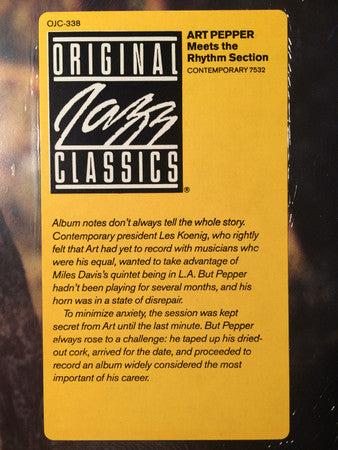 OJC-338
ART PEPPER
Meets the
Rhythm Section
CONTEMPORARY 7532
ORIGINAL
Jazz
CLASSICS®
Album notes don't always tell the whole story.
Contemporary president Les Koenig, who rightly
felt that Art had yet to record with musicians who
were his equal, wanted to take advantage of
Miles Davis's quintet being in L.A. But Pepper
hadn't been playing for several months, and his
horn was in a state of disrepair.
To minimize anxiety, the session was kept
secret from Art until the last minute. But Pepper
always rose to a challenge: he taped up his dried-
out cork, arrived for the date, and proceeded to
record an album widely considered the most
important of his career.